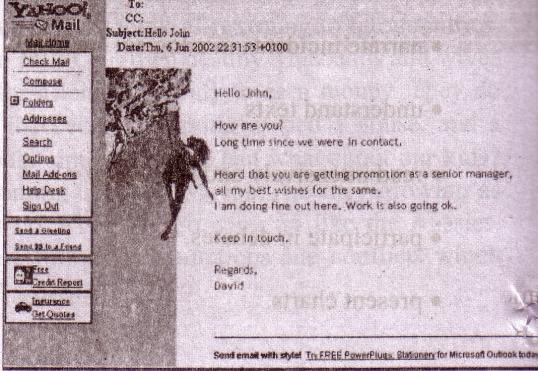 YAHOO!
Mail
Mail Home
Check Mail
Compose
Folders
Addresses
Search
Options
Mail Add-ons
Help Desk
Sign Out
Send a Greeting
Send $$ to a Friend
Free
Credit Report
Insurance
Get Quotes
To:
CC:
Subject: Hello John
Date: Thu, 6 Jun 2002 22:31:53 +0100
Hello John,
How are you?
Long time since we were in contact.
Heard that you are getting promotion as a senior manager,
all my best wishes for the same.
I am doing fine out here. Work is also going ok.
Keep in touch.
Regards,
David
Send email with style! Try FREE PowerPlugs: Stationery for Microsoft Outlook today
• understand texts
• participate in
• present charts.